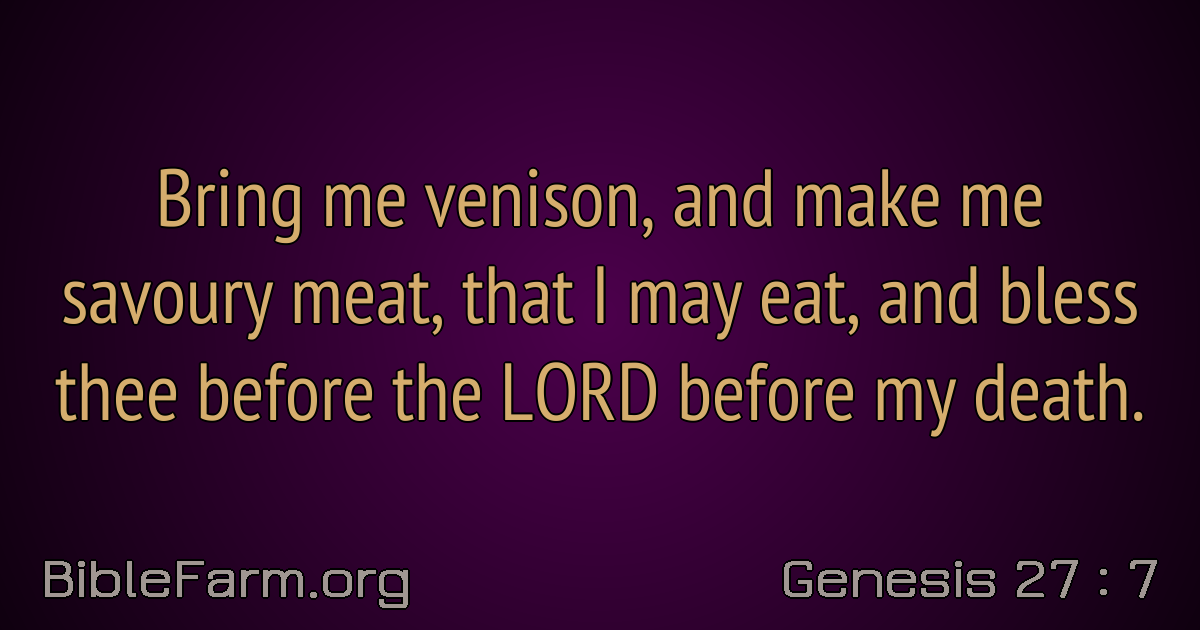 Bring me venison, and make me
savoury meat, that I may eat, and bless
thee before the LORD before my death.
BibleFarm.org
Genesis 27 : 7